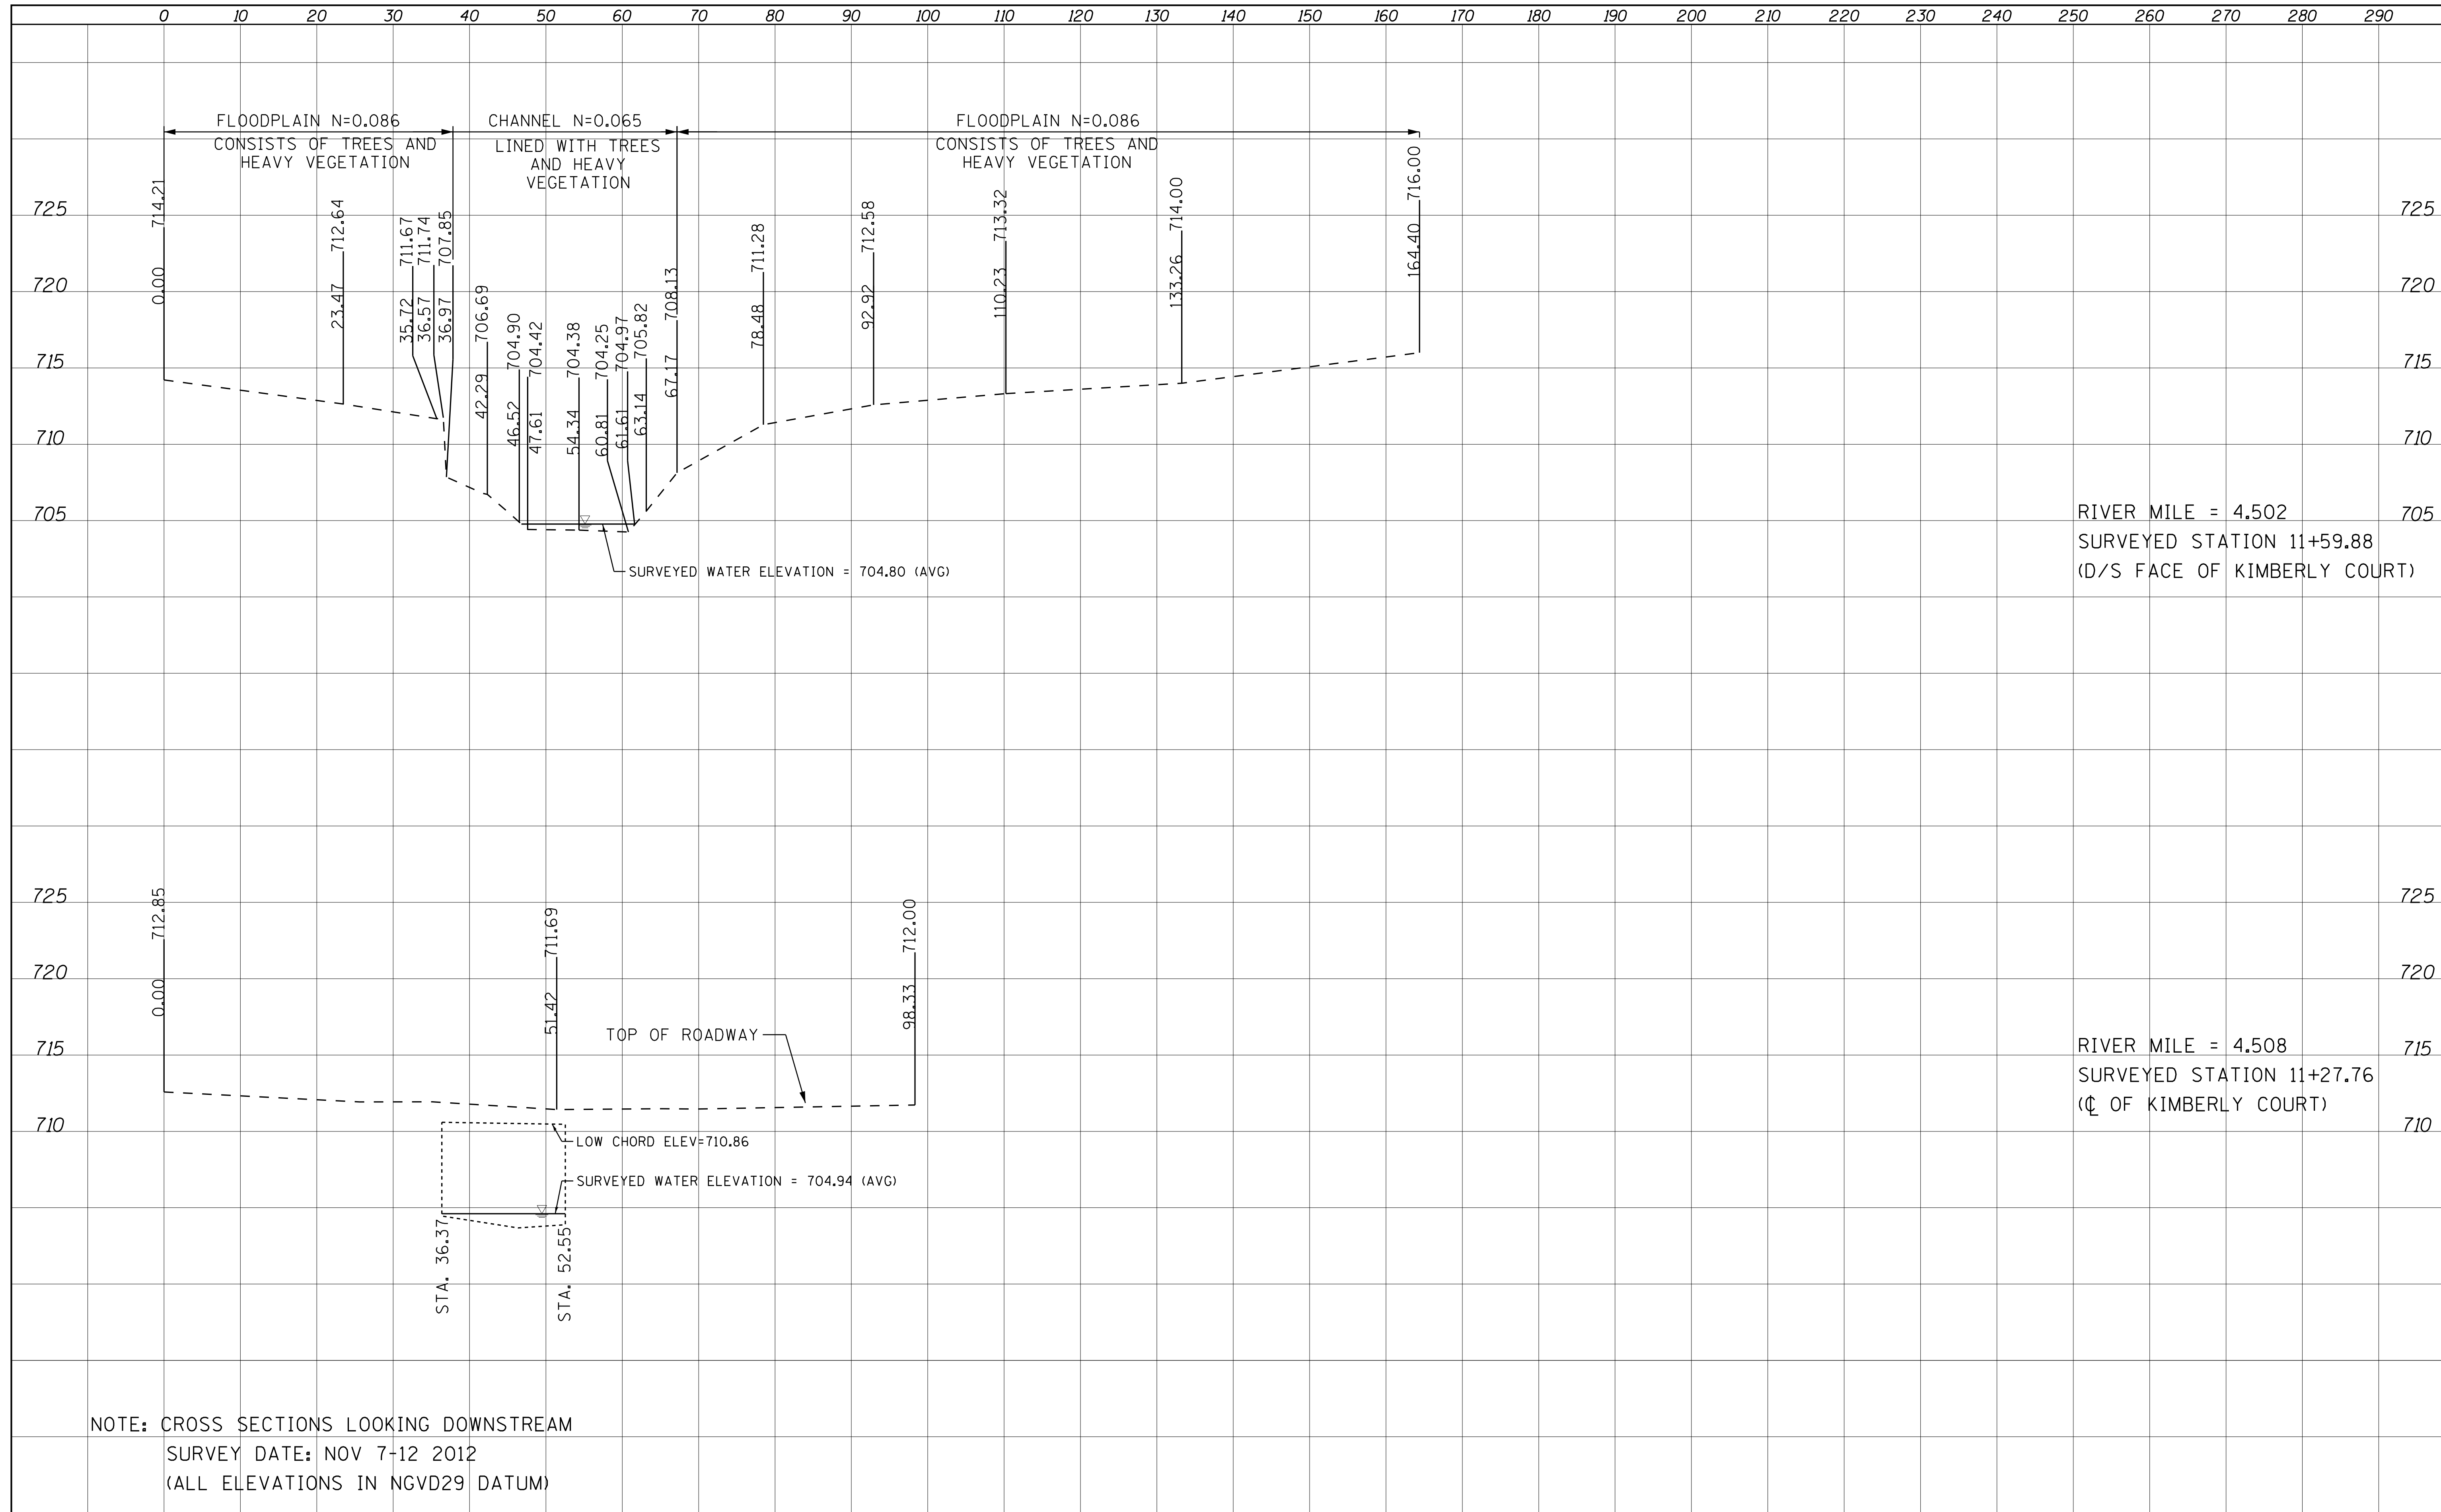 0 10 20 30 40 50 60 70 80 90 100 110 120 130 140 150 160 170 180 190 200 210 220 230 240 250 260 270 280 290
FLOODPLAIN N=0.086
CONSISTS OF TREES AND
HEAVY VEGETATION
CHANNEL N=0.065
LINED WITH TREES
AND HEAVY
VEGETATION
FLOODPLAIN N=0.086
CONSISTS OF TREES AND
HEAVY VEGETATION
0.00 714.21
23.47 712.64
35.72 711.67
36.57 711.74
36.97 707.85
42.29 706.69
46.52 704.90
47.61 704.42
54.34 704.38
60.81 704.25
61.61 704.97
63.14 705.82
67.17 708.13
78.48 711.28
92.92 712.58
110.23 713.32
133.26 714.00
164.40 716.00
725 725
720 720
715 715
710 710
705 705
SURVEYED WATER ELEVATION = 704.80 (AVG)
RIVER MILE = 4.502
SURVEYED STATION 11+59.88
(D/S FACE OF KIMBERLY COURT)
725 725
720 720
715 715
710 710
0.00 712.85
51.42 711.69
98.33 712.00
TOP OF ROADWAY
LOW CHORD ELEV=710.86
SURVEYED WATER ELEVATION = 704.94 (AVG)
STA. 36.37
STA. 52.55
RIVER MILE = 4.508
SURVEYED STATION 11+27.76
(℄ OF KIMBERLY COURT)
NOTE: CROSS SECTIONS LOOKING DOWNSTREAM
SURVEY DATE: NOV 7-12 2012
(ALL ELEVATIONS IN NGVD29 DATUM)